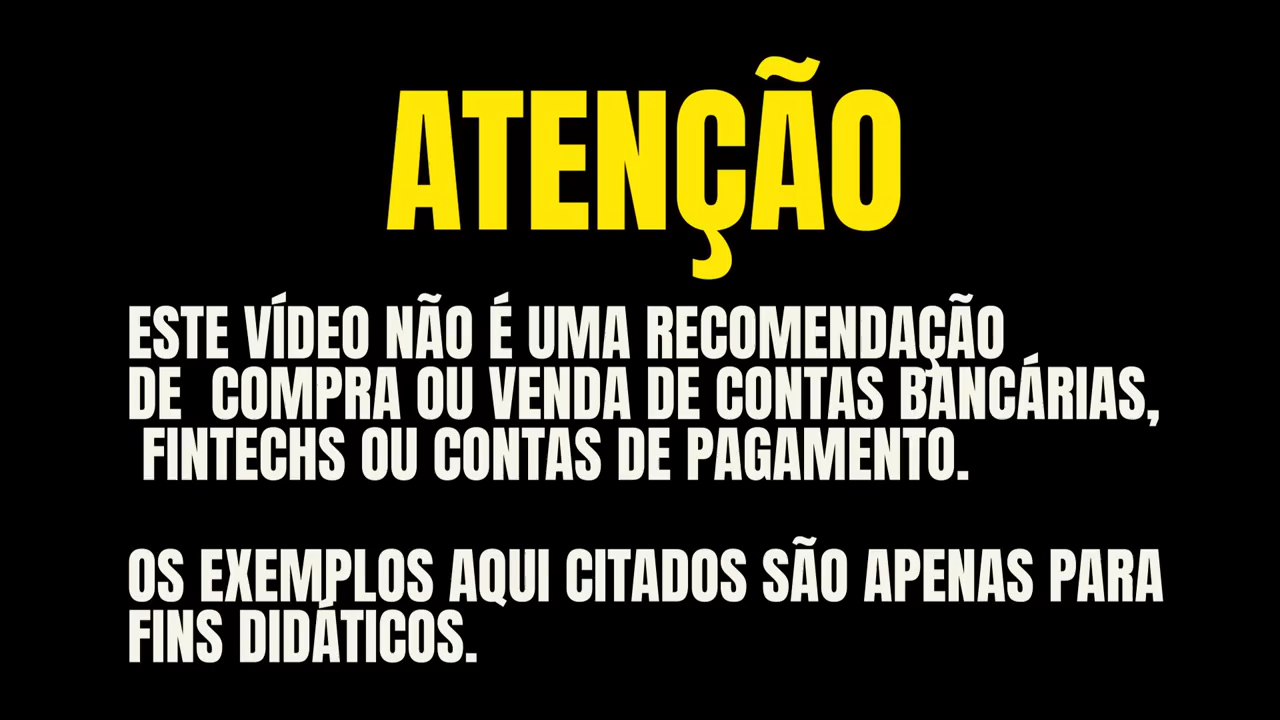 ATENÇÃO
ESTE VÍDEO NÃO É UMA RECOMENDAÇÃO
DE COMPRA OU VENDA DE CONTAS BANCÁRIAS,
FINTECHS OU CONTAS DE PAGAMENTO.
OS EXEMPLOS AQUI CITADOS SÃO APENAS PARA
FINS DIDÁTICOS.